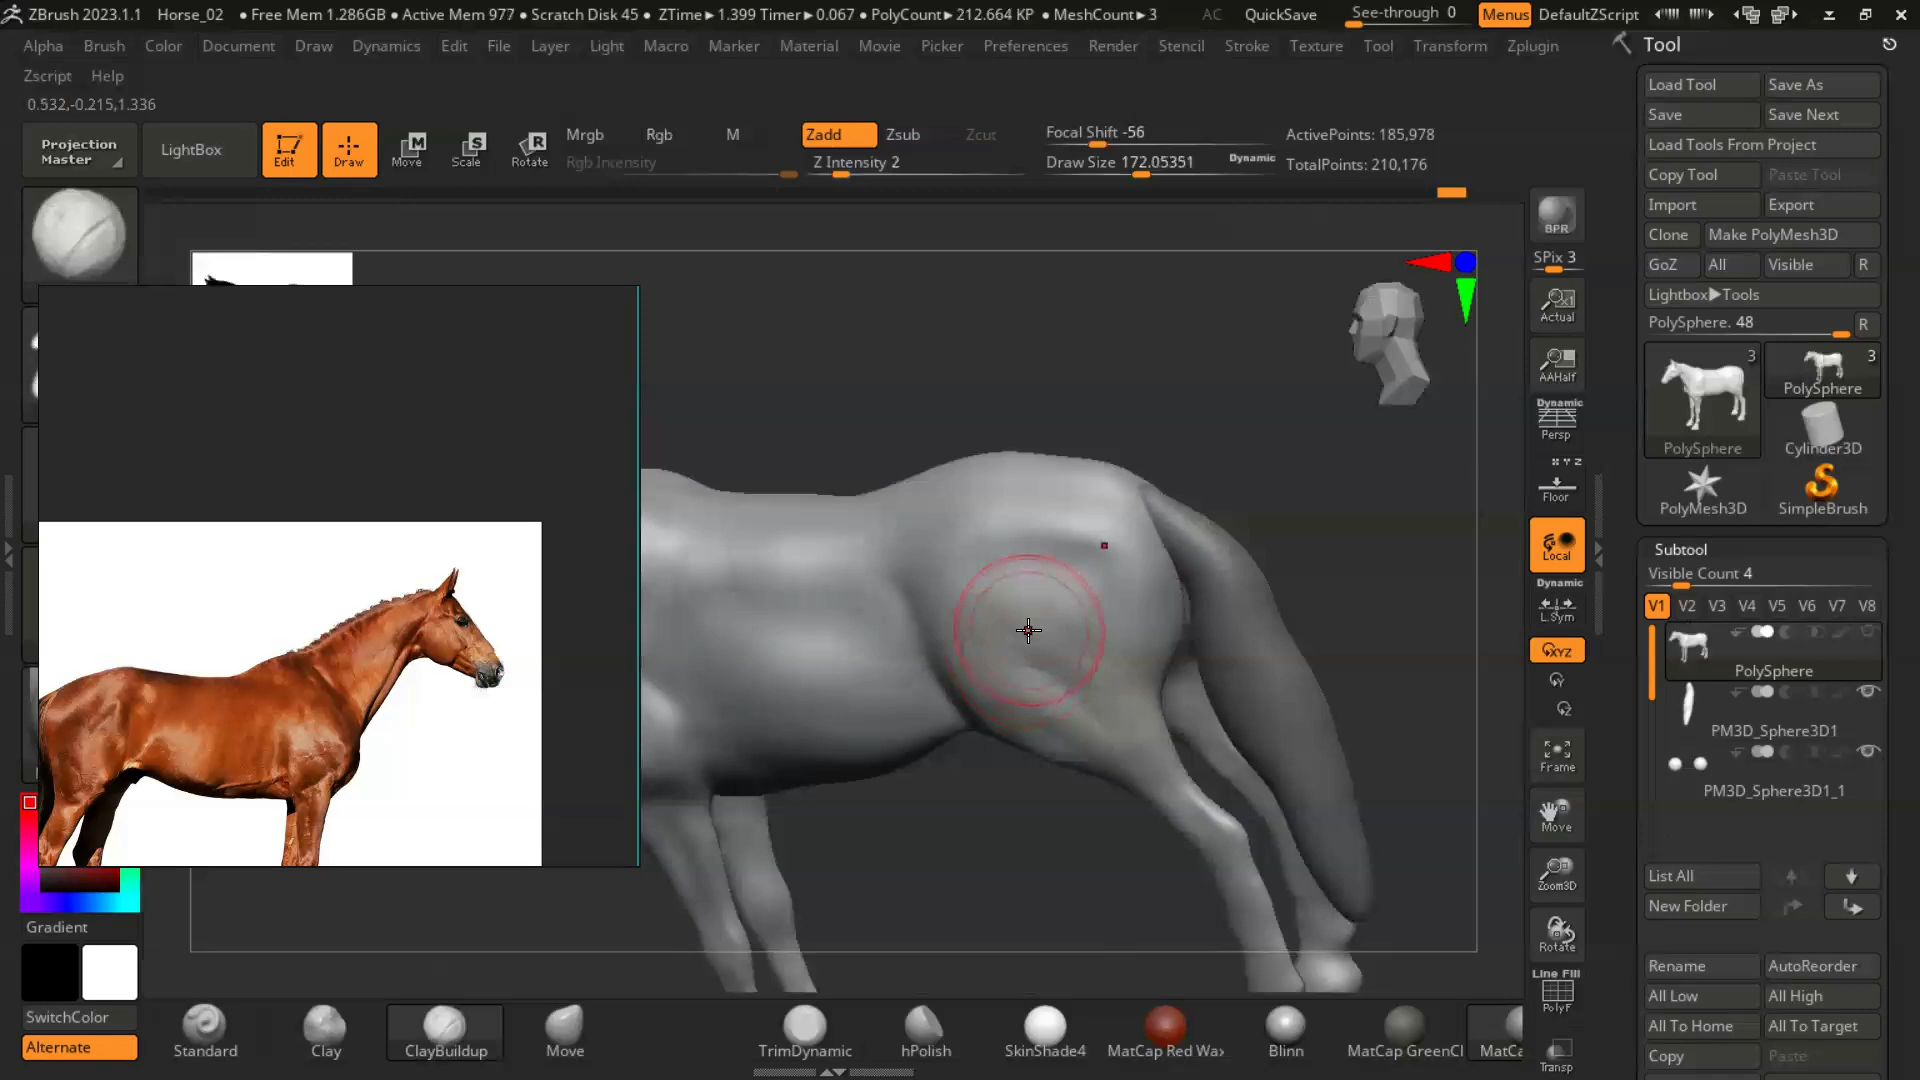 ZBrush 2023.1.1 Horse_02 • Free Mem 1.286GB • Active Mem 977 • Scratch Disk 45 • ZTime►1.399 Timer►0.067 • PolyCount►212.664 KP • MeshCount►3 AC QuickSave See-through 0 Menus DefaultZScript
Alpha Brush Color Document Draw Dynamics Edit File Layer Light Macro Marker Material Movie Picker Preferences Render Stencil Stroke Texture Tool Transform Zplugin
Zscript Help
0.532,-0.215,1.336
Projection Master
LightBox
Edit
Draw
Move
Scale
Rotate
Mrgb Rgb M
Rgb Intensity
Zadd Zsub Zcut
Z Intensity 2
Focal Shift -56
Draw Size 172.05351 Dynamic
ActivePoints: 185,978
TotalPoints: 210,176
BPR
SPix 3
Actual
AAHalf
Dynamic
Persp
X Y Z
Floor
Local
Dynamic
L.Sym
XYZ
Y
Z
Frame
Move
Zoom3D
Rotate
Line Fill
PolyF
Transp
Tool
Load Tool Save As
Save Save Next
Load Tools From Project
Copy Tool Paste Tool
Import Export
Clone Make PolyMesh3D
GoZ All Visible R
Lightbox►Tools
PolySphere. 48 R
3 3
PolySphere
PolySphere Cylinder3D
PolyMesh3D SimpleBrush
Subtool
Visible Count 4
V1 V2 V3 V4 V5 V6 V7 V8
PolySphere
PM3D_Sphere3D1
PM3D_Sphere3D1_1
List All
New Folder
Rename AutoReorder
All Low All High
All To Home All To Target
Copy Paste
Gradient
SwitchColor
Alternate
Standard Clay ClayBuildup Move TrimDynamic hPolish SkinShade4 MatCap Red Wax Blinn MatCap GreenCl MatCa